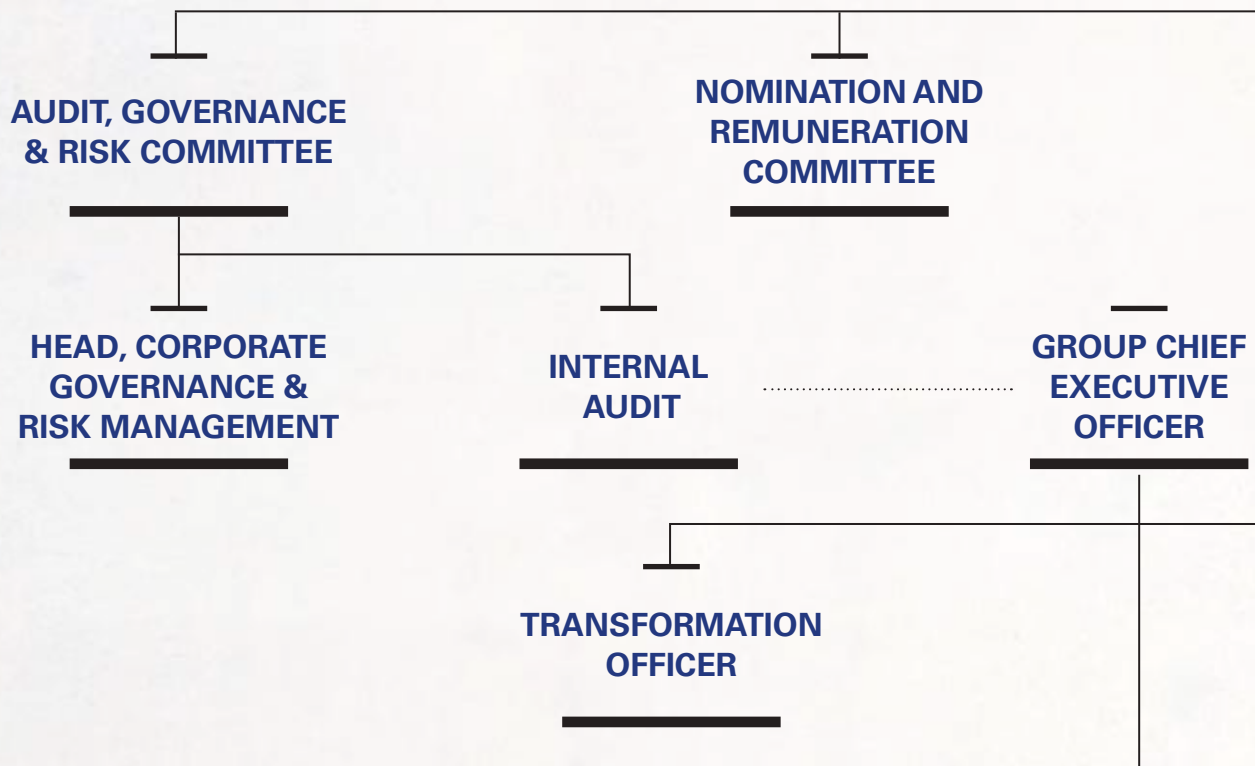 AUDIT, GOVERNANCE
& RISK COMMITTEE
NOMINATION AND
REMUNERATION
COMMITTEE
HEAD, CORPORATE
GOVERNANCE &
RISK MANAGEMENT
INTERNAL
AUDIT
GROUP CHIEF
EXECUTIVE
OFFICER
TRANSFORMATION
OFFICER